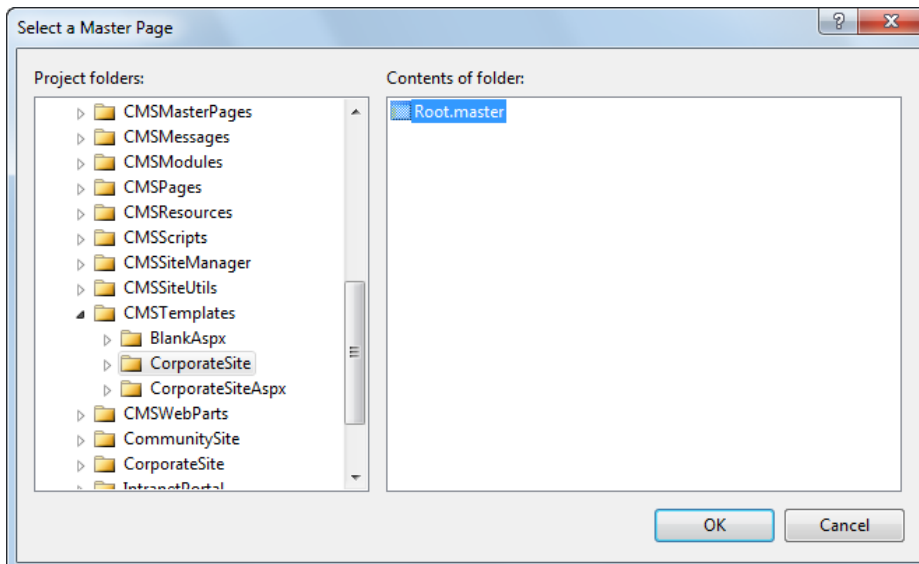 Select a Master Page
Project folders:
Contents of folder:
CMSMasterPages
CMSMessages
CMSModules
CMSPages
CMSResources
CMSScripts
CMSSiteManager
CMSSiteUtils
CMSTemplates
BlankAspx
CorporateSite
CorporateSiteAspx
CMSWebParts
CommunitySite
CorporateSite
IntranetPortal
Root.master
OK
Cancel